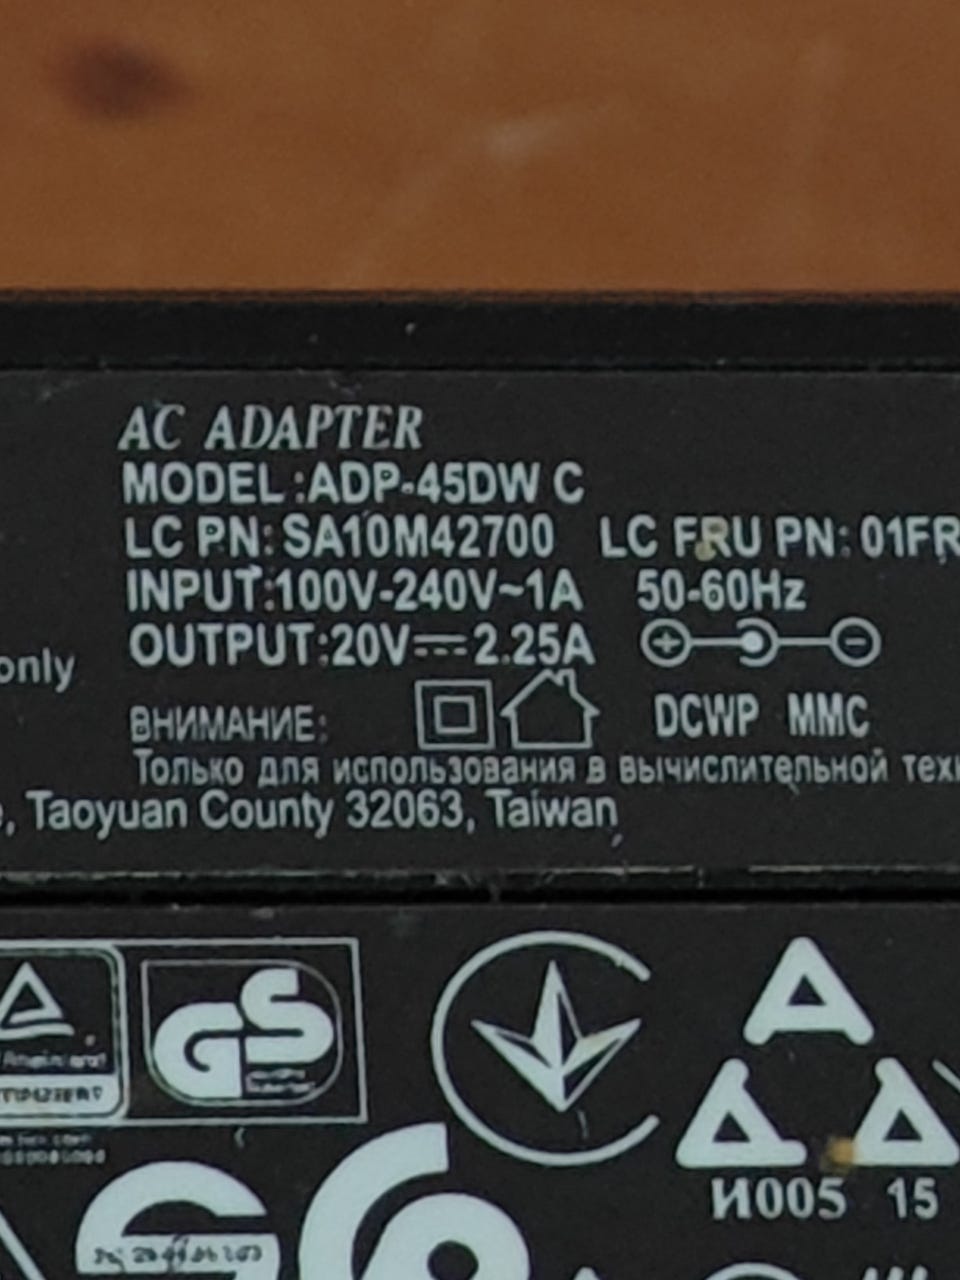 AC ADAPTER
MODEL :ADP-45DW C
LC PN: SA10M42700 LC FRU PN: 01FR
INPUT:100V-240V~1A 50-60Hz
OUTPUT:20V⎓2.25A
only
ВНИМАНИЕ: DCWP MMC
Только для использования в вычислительной техн
, Taoyuan County 32063, Taiwan
GS
И005 15